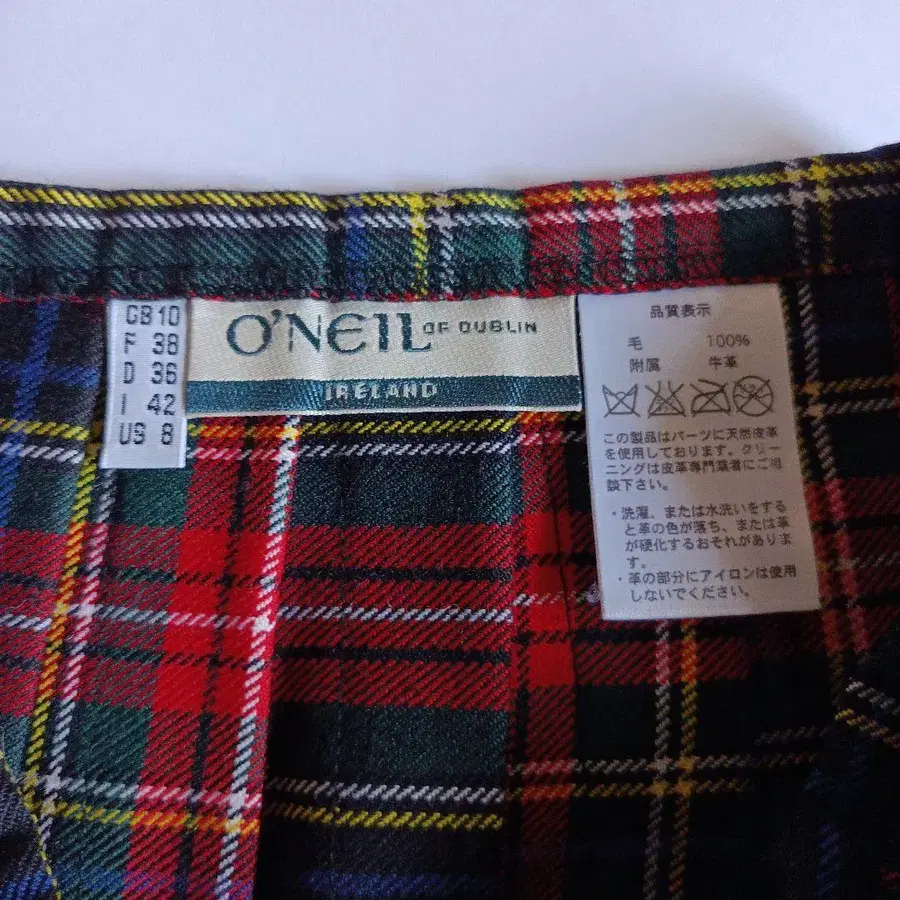 GB 10
F 38
D 36
I 42
US 8
O'NEIL OF DUBLIN
IRELAND
品質表示
毛 100%
附属 牛革
この製品はパーツに天然皮革
を使用しております。クリー
ニングは皮革専門業者にご相
談下さい。
・洗濯、または水洗いをする
と革の色が落ち、または革
が硬化するおそれがありま
す。
・革の部分にアイロンは使用
しないでください。